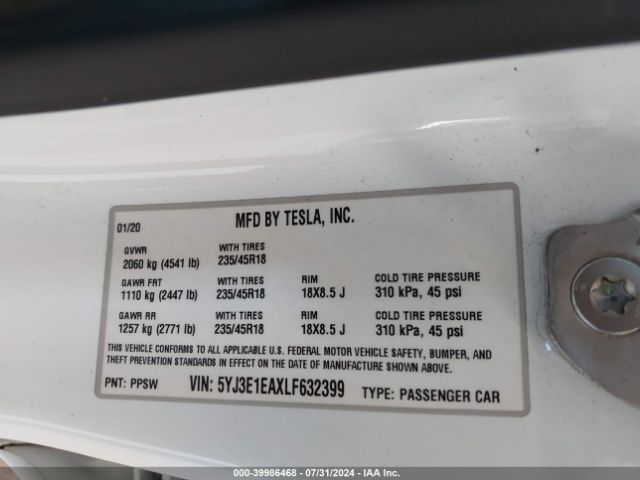 01/20 MFD BY TESLA, INC.
GVWR WITH TIRES
2060 kg (4541 lb) 235/45R18
GAWR FRT WITH TIRES RIM COLD TIRE PRESSURE
1110 kg (2447 lb) 235/45R18 18X8.5 J 310 kPa, 45 psi
GAWR RR WITH TIRES RIM COLD TIRE PRESSURE
1257 kg (2771 lb) 235/45R18 18X8.5 J 310 kPa, 45 psi
THIS VEHICLE CONFORMS TO ALL APPLICABLE U.S. FEDERAL MOTOR VEHICLE SAFETY, BUMPER, AND
THEFT PREVENTION STANDARDS IN EFFECT ON THE DATE OF MANUFACTURE SHOWN ABOVE.
PNT: PPSW VIN: 5YJ3E1EAXLF632399 TYPE: PASSENGER CAR
000-39986468 - 07/31/2024 - IAA Inc.